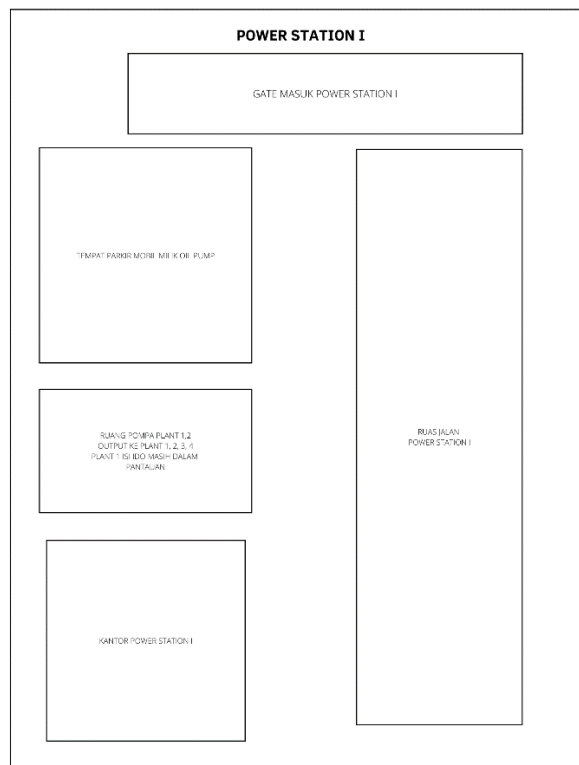 POWER STATION I
GATE MASUK POWER STATION I
TEMPAT PARKIR MOBIL MILIK OIL PUMP
RUANG POMPA PLANT 1,2
OUTPUT KE PLANT 1, 2, 3, 4
PLANT 1 ISI IDO MASIH DALAM
PANTAUAN
RUAS JALAN
POWER STATION I
KANTOR POWER STATION I